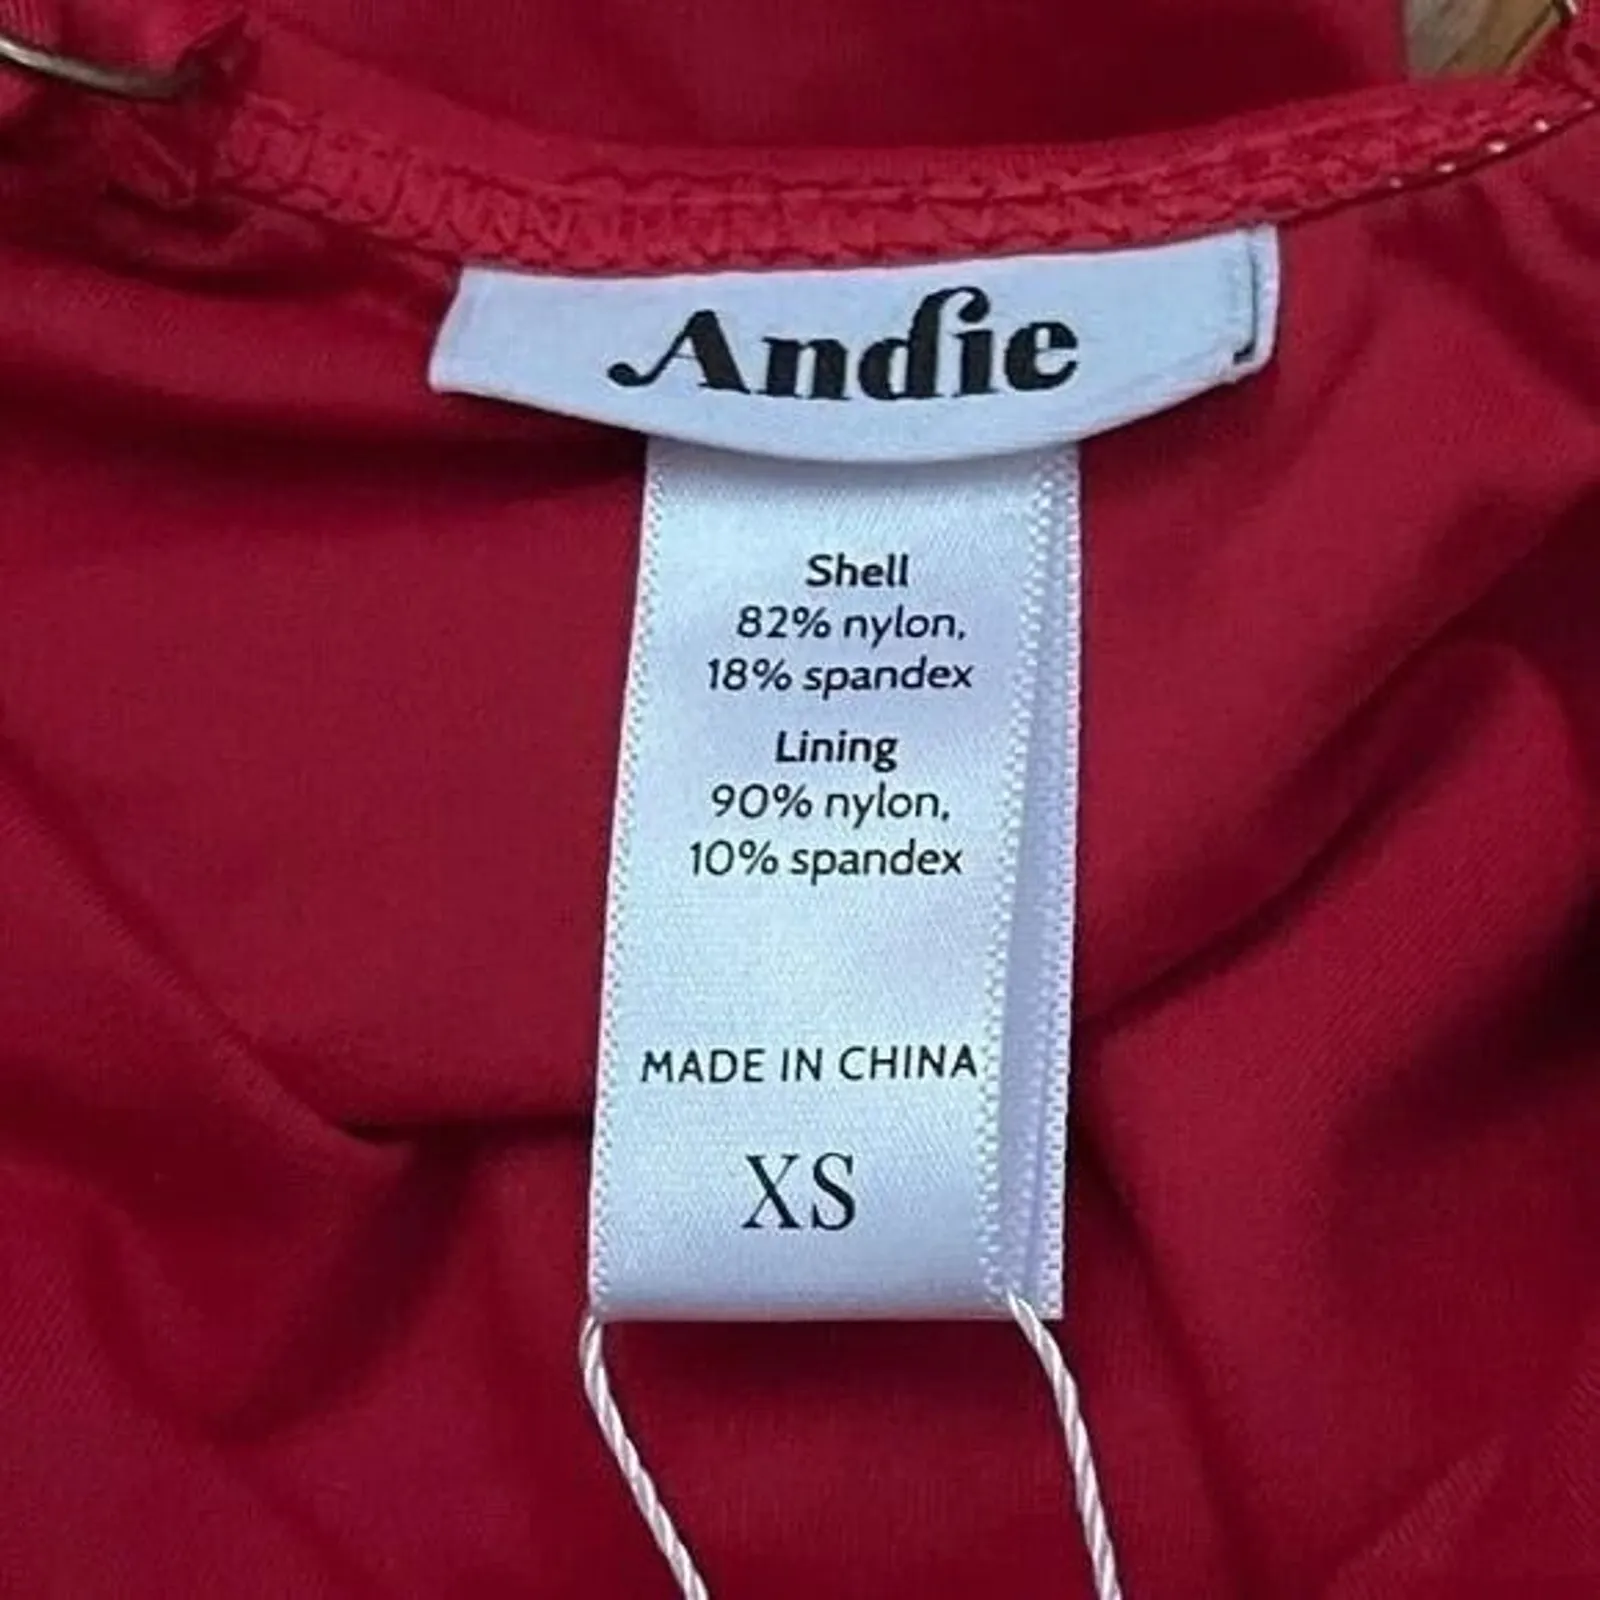 Andie
Shell
82% nylon,
18% spandex
Lining
90% nylon,
10% spandex
MADE IN CHINA
XS